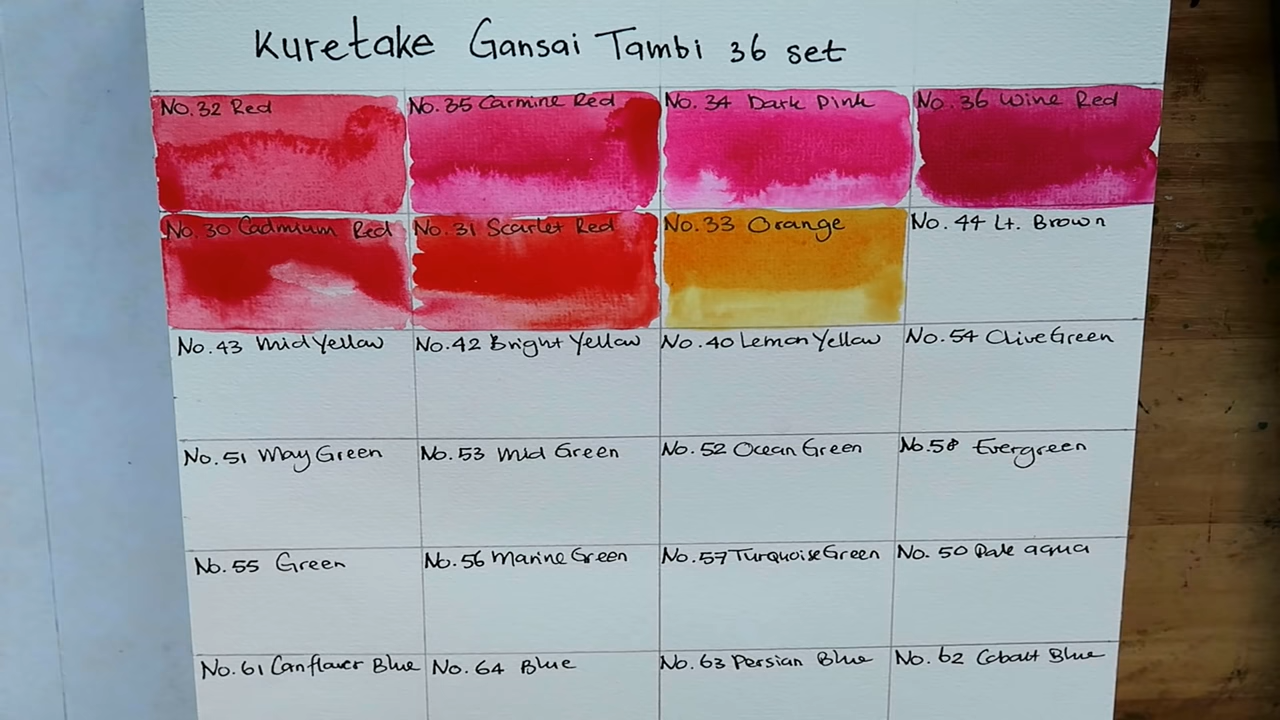 Kuretake Gansai Tambi 36 set
No. 32 Red
No. 35 Carmine Red
No. 34 Dark Pink
No. 36 Wine Red
No. 30 Cadmium Red
No. 31 Scarlet Red
No. 33 Orange
No. 44 Lt. Brown
No. 43 Mid Yellow
No. 42 Bright Yellow
No. 40 Lemon Yellow
No. 54 Olive Green
No. 51 May Green
No. 53 Mid Green
No. 52 Ocean Green
No. 58 Evergreen
No. 55 Green
No. 56 Marine Green
No. 57 Turquoise Green
No. 50 Pale aqua
No. 61 Cornflower Blue
No. 64 Blue
No. 63 Persian Blue
No. 62 Cobalt Blue